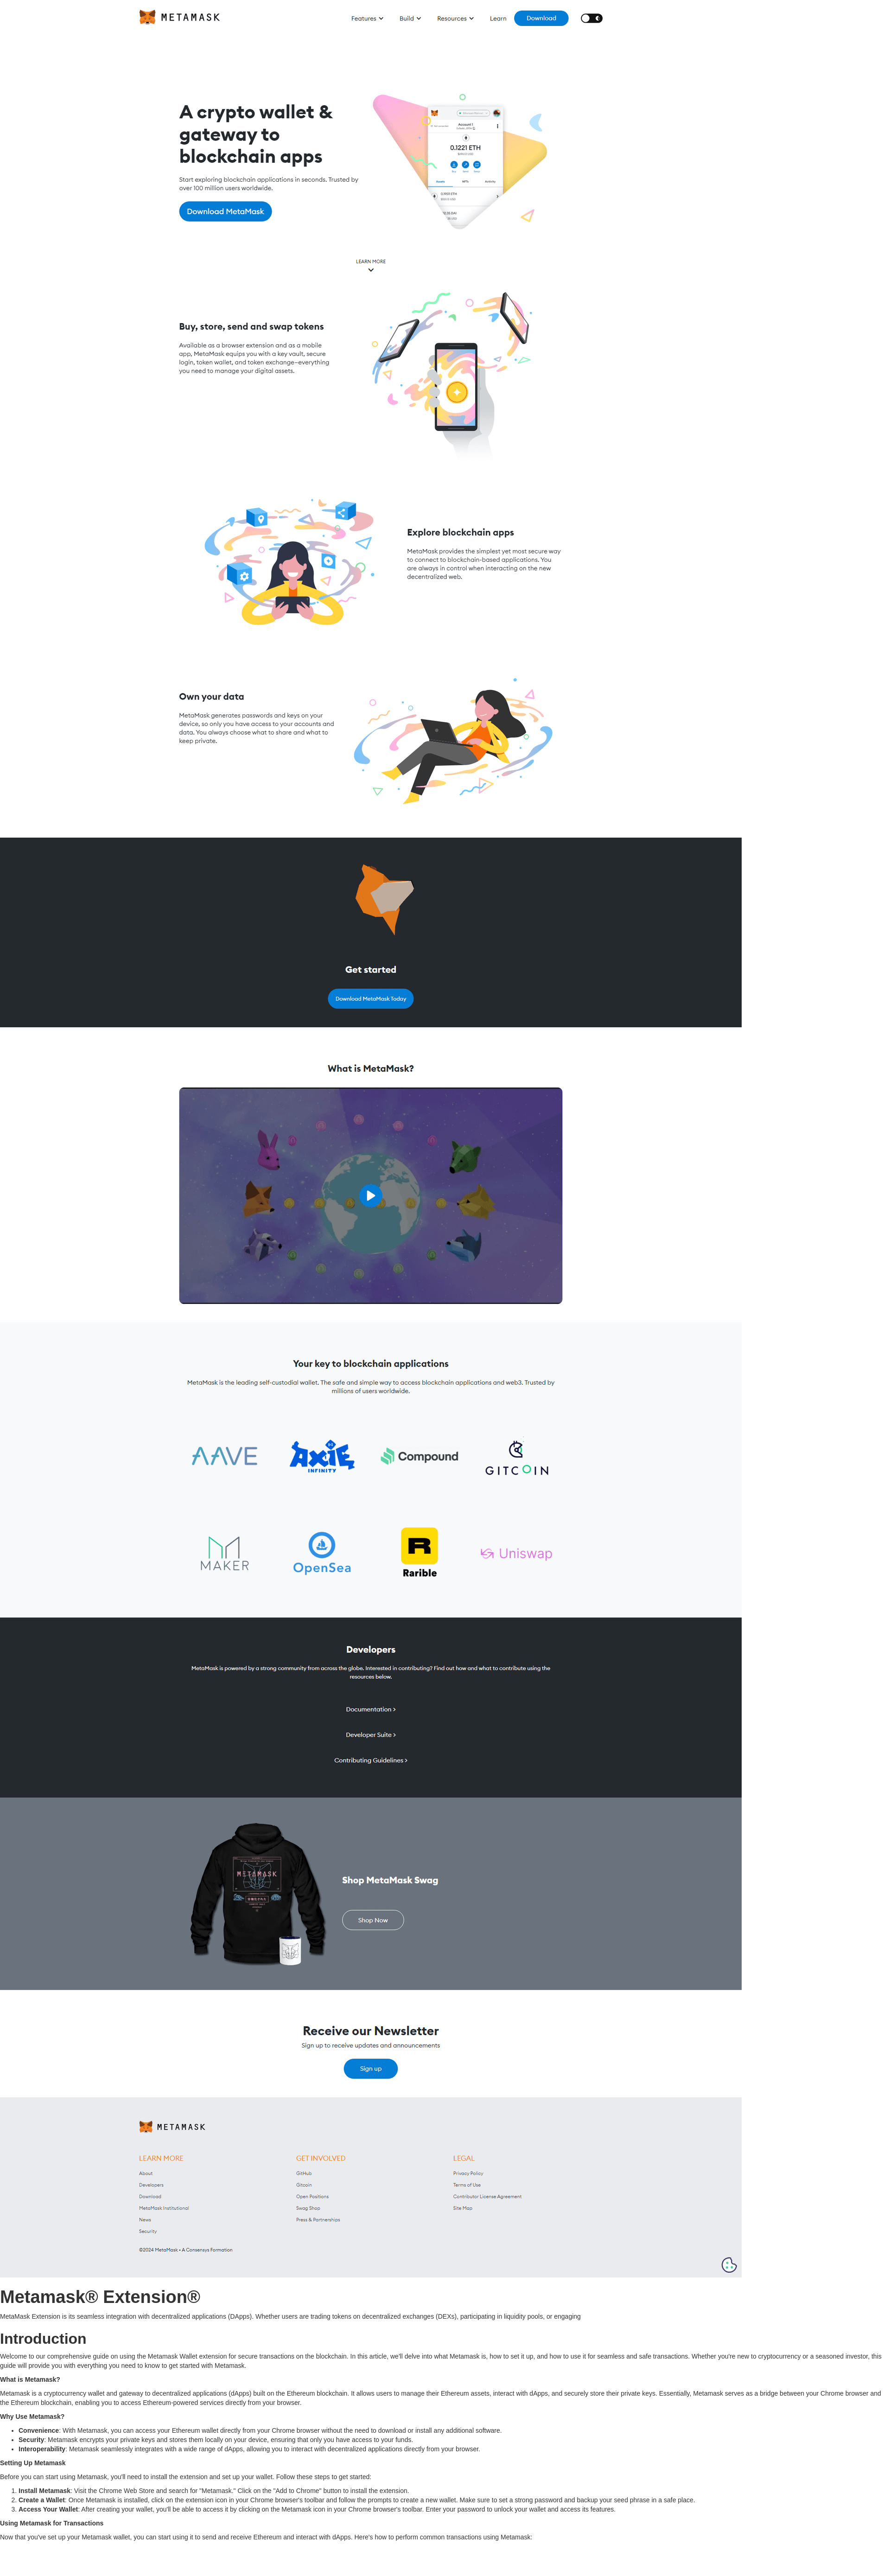 METAMASK
Features
Build
Resources
Learn
Download
A crypto wallet &
gateway to
blockchain apps
Start exploring blockchain applications in seconds. Trusted by
over 100 million users worldwide.
Download MetaMask
Account 1
0.1221 ETH
LEARN MORE
Buy, store, send and swap tokens
Available as a browser extension and as a mobile
app, MetaMask equips you with a key vault, secure
login, token wallet, and token exchange—everything
you need to manage your digital assets.
Explore blockchain apps
MetaMask provides the simplest yet most secure way
to connect to blockchain-based applications. You
are always in control when interacting on the new
decentralized web.
Own your data
MetaMask generates passwords and keys on your
device, so only you have access to your accounts and
data. You always choose what to share and what to
keep private.
Get started
Download MetaMask Today
What is MetaMask?
Your key to blockchain applications
MetaMask is the leading self-custodial wallet. The safe and simple way to access blockchain applications and web3. Trusted by
millions of users worldwide.
AAVE
AXIE
INFINITY
Compound
GITCOIN
MAKER
OpenSea
R
Rarible
Uniswap
Developers
MetaMask is powered by a strong community from across the globe. Interested in contributing? Find out how and what to contribute using the
resources below.
Documentation >
Developer Suite >
Contributing Guidelines >
METAMASK
Shop MetaMask Swag
Shop Now
Receive our Newsletter
Sign up to receive updates and announcements
Sign up
METAMASK
LEARN MORE
About
Developers
Download
MetaMask Institutional
News
Security
GET INVOLVED
GitHub
Gitcoin
Open Positions
Swag Shop
Press & Partnerships
LEGAL
Privacy Policy
Terms of Use
Contributor License Agreement
Site Map
©2024 MetaMask • A Consensys Formation
Metamask® Extension®
MetaMask Extension is its seamless integration with decentralized applications (DApps). Whether users are trading tokens on decentralized exchanges (DEXs), participating in liquidity pools, or engaging
Introduction
Welcome to our comprehensive guide on using the Metamask Wallet extension for secure transactions on the blockchain. In this article, we'll delve into what Metamask is, how to set it up, and how to use it for seamless and safe transactions. Whether you're new to cryptocurrency or a seasoned investor, this
guide will provide you with everything you need to know to get started with Metamask.
What is Metamask?
Metamask is a cryptocurrency wallet and gateway to decentralized applications (dApps) built on the Ethereum blockchain. It allows users to manage their Ethereum assets, interact with dApps, and securely store their private keys. Essentially, Metamask serves as a bridge between your Chrome browser and
the Ethereum blockchain, enabling you to access Ethereum-powered services directly from your browser.
Why Use Metamask?
• Convenience: With Metamask, you can access your Ethereum wallet directly from your Chrome browser without the need to download or install any additional software.
• Security: Metamask encrypts your private keys and stores them locally on your device, ensuring that only you have access to your funds.
• Interoperability: Metamask seamlessly integrates with a wide range of dApps, allowing you to interact with decentralized applications directly from your browser.
Setting Up Metamask
Before you can start using Metamask, you'll need to install the extension and set up your wallet. Follow these steps to get started:
1. Install Metamask: Visit the Chrome Web Store and search for "Metamask." Click on the "Add to Chrome" button to install the extension.
2. Create a Wallet: Once Metamask is installed, click on the extension icon in your Chrome browser's toolbar and follow the prompts to create a new wallet. Make sure to set a strong password and backup your seed phrase in a safe place.
3. Access Your Wallet: After creating your wallet, you'll be able to access it by clicking on the Metamask icon in your Chrome browser's toolbar. Enter your password to unlock your wallet and access its features.
Using Metamask for Transactions
Now that you've set up your Metamask wallet, you can start using it to send and receive Ethereum and interact with dApps. Here's how to perform common transactions using Metamask: